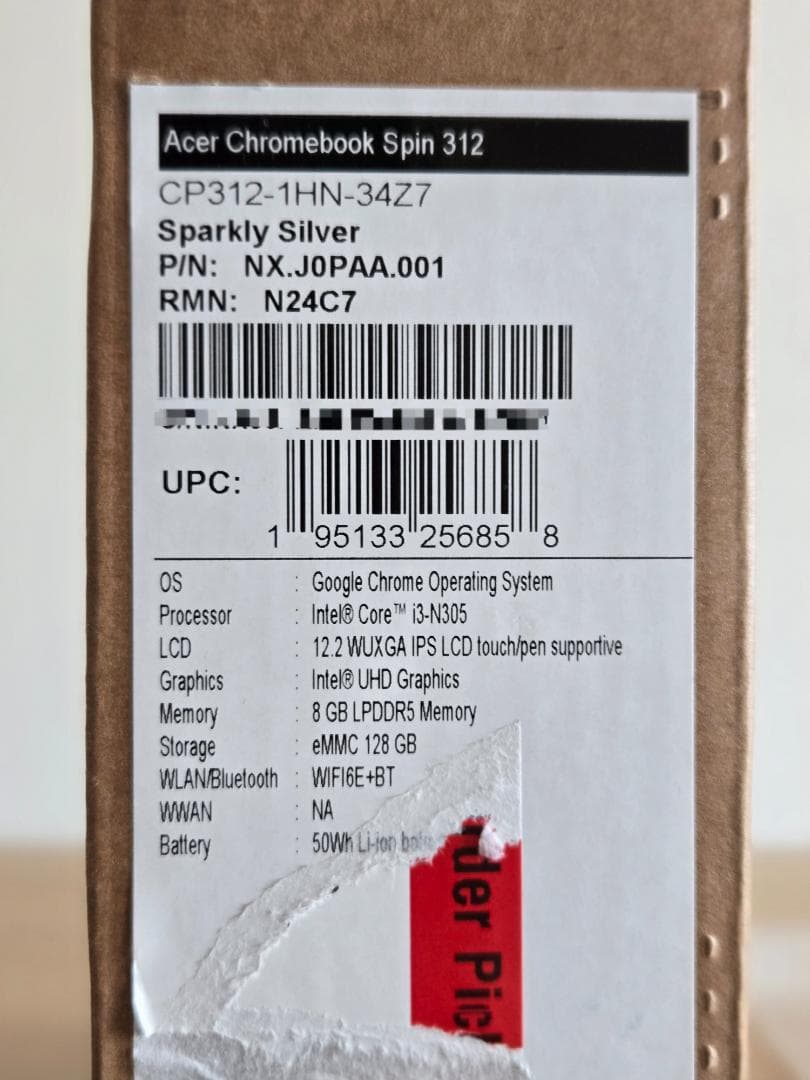 Acer Chromebook Spin 312
CP312-1HN-34Z7
Sparkly Silver
P/N: NX.J0PAA.001
RMN: N24C7
UPC:
1 95133 25685 8
OS : Google Chrome Operating System
Processor : Intel® Core™ i3-N305
LCD : 12.2 WUXGA IPS LCD touch/pen supportive
Graphics : Intel® UHD Graphics
Memory : 8 GB LPDDR5 Memory
Storage : eMMC 128 GB
WLAN/Bluetooth : WIFI6E+BT
WWAN : NA
Battery : 50Wh Li-ion